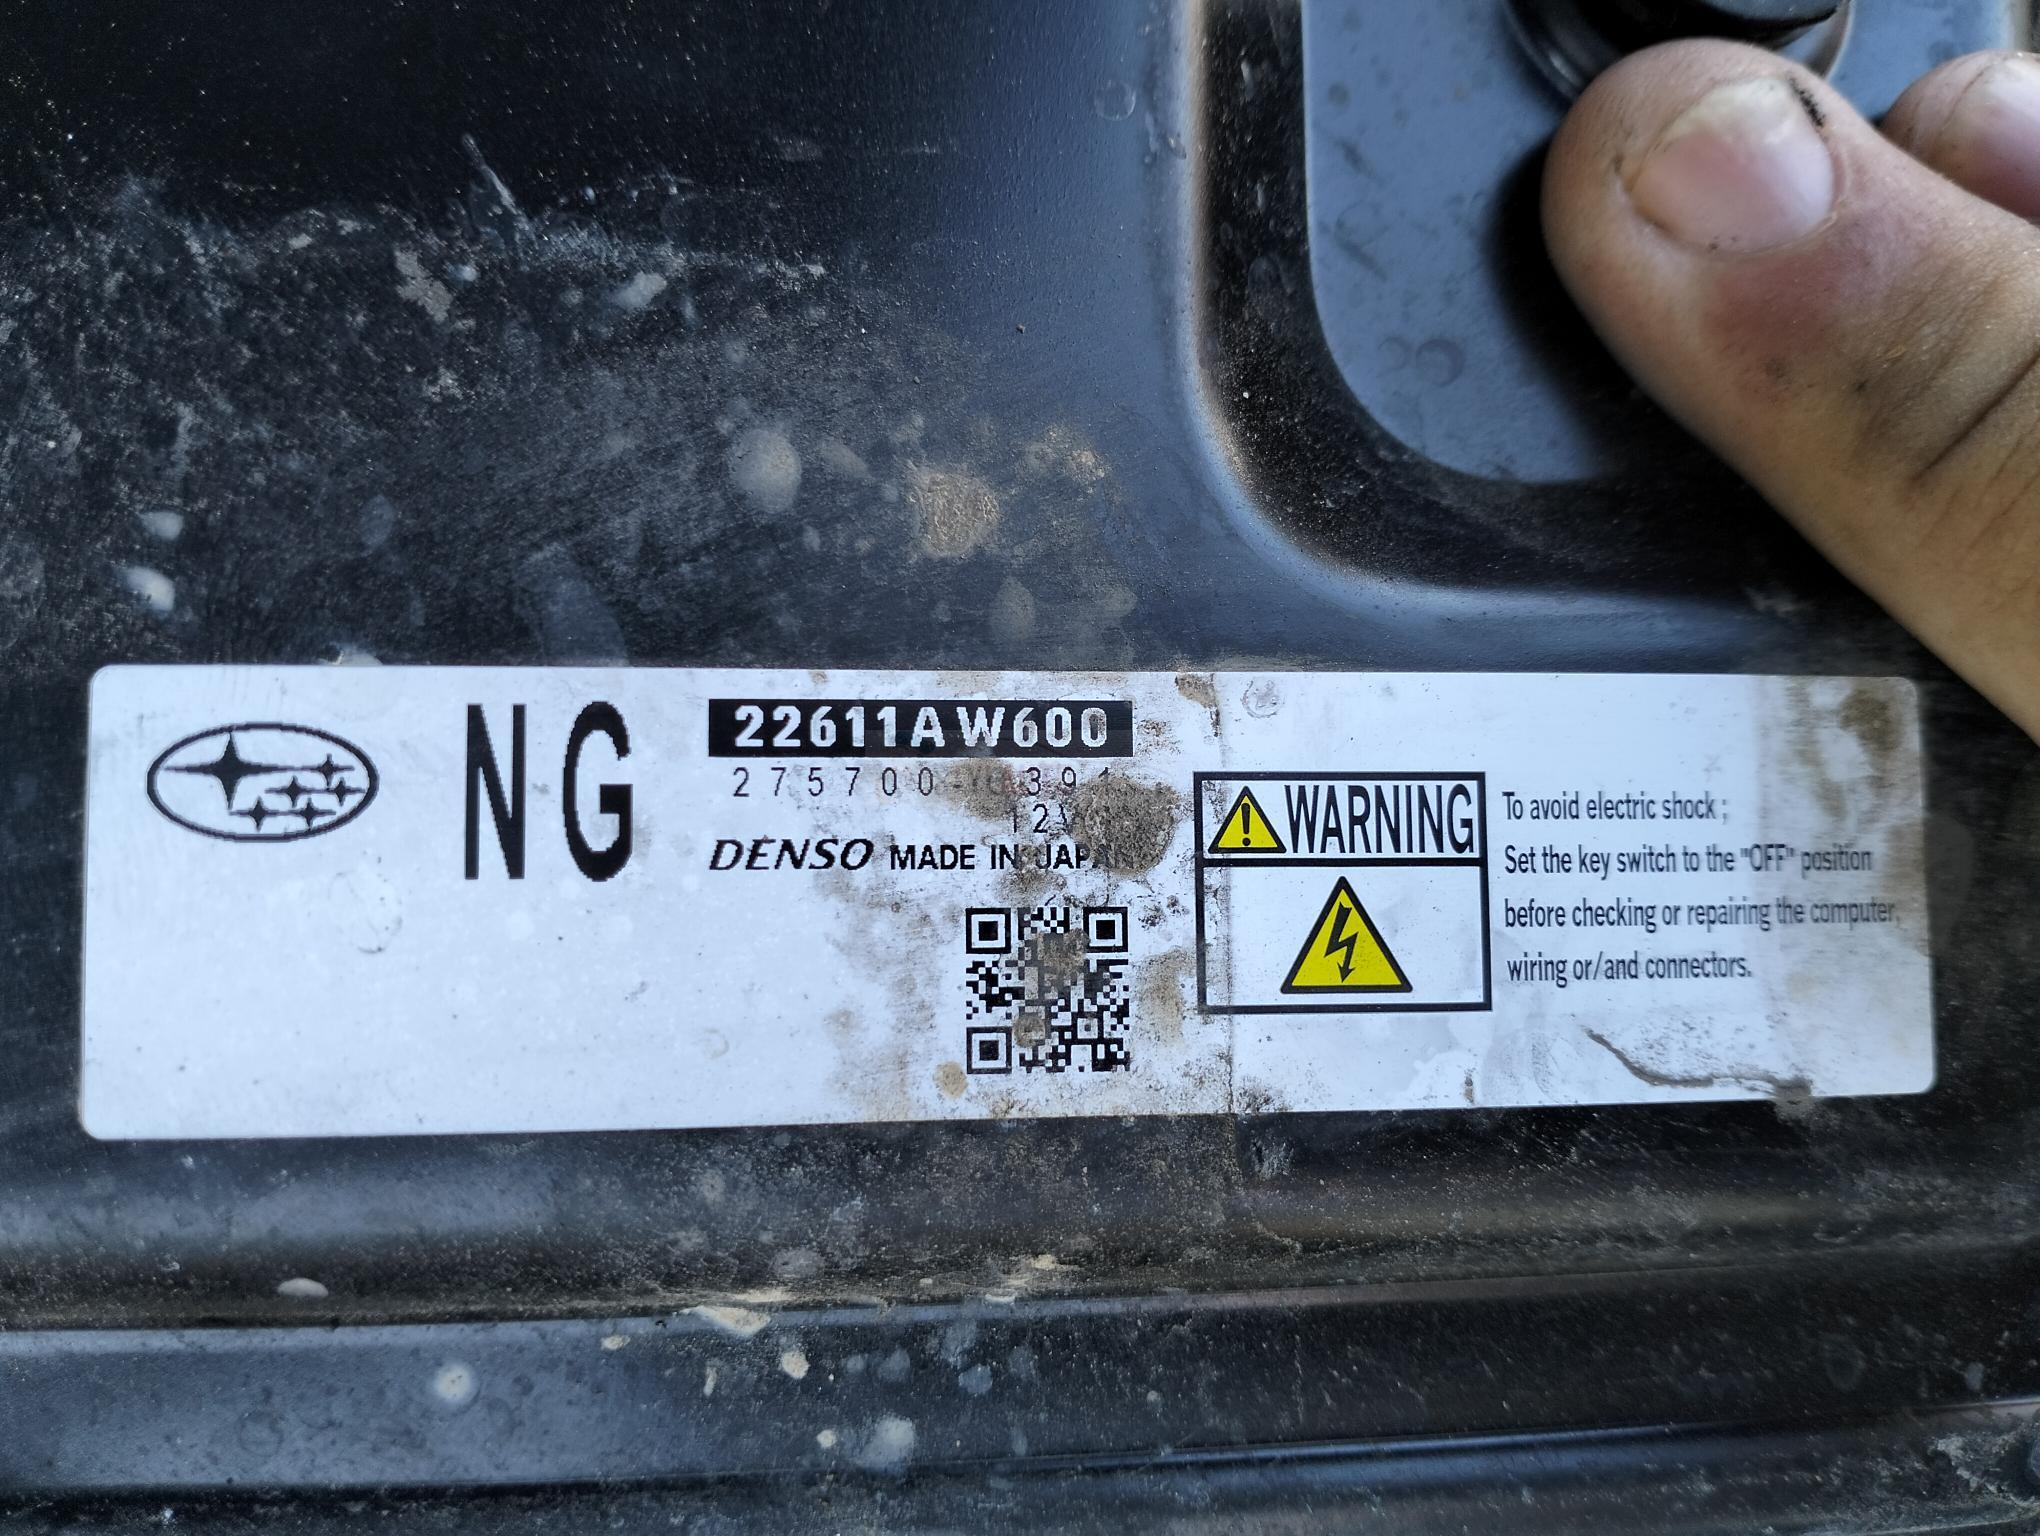 NG
22611AW600
275700
DENSO MADE IN JAPAN
WARNING
To avoid electric shock ;
Set the key switch to the "OFF" position
before checking or repairing the computer,
wiring or/and connectors.